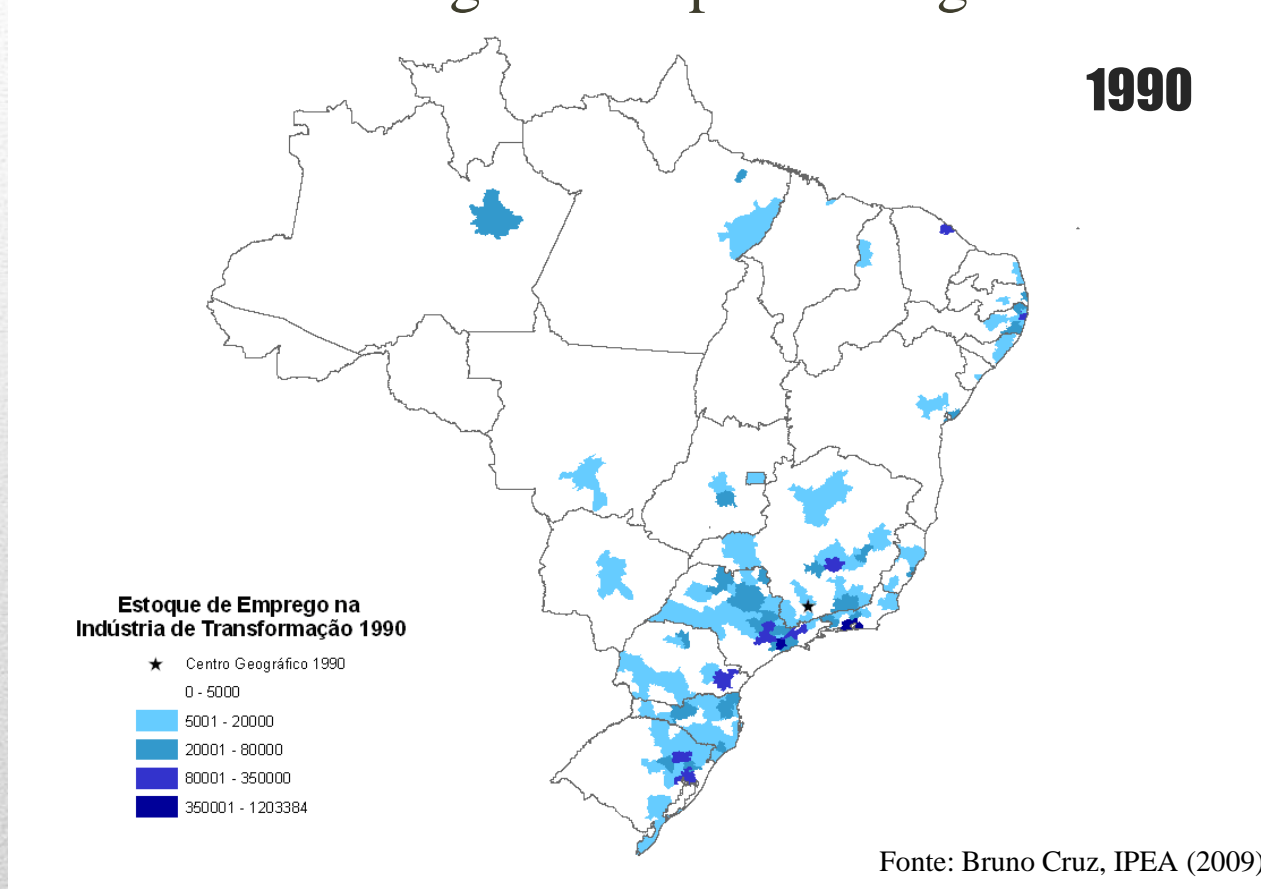 1990
Estoque de Emprego na
Indústria de Transformação 1990
Centro Geográfico 1990
0 - 5000
5001 - 20000
20001 - 80000
80001 - 350000
350001 - 1203384
Fonte: Bruno Cruz, IPEA (2009)